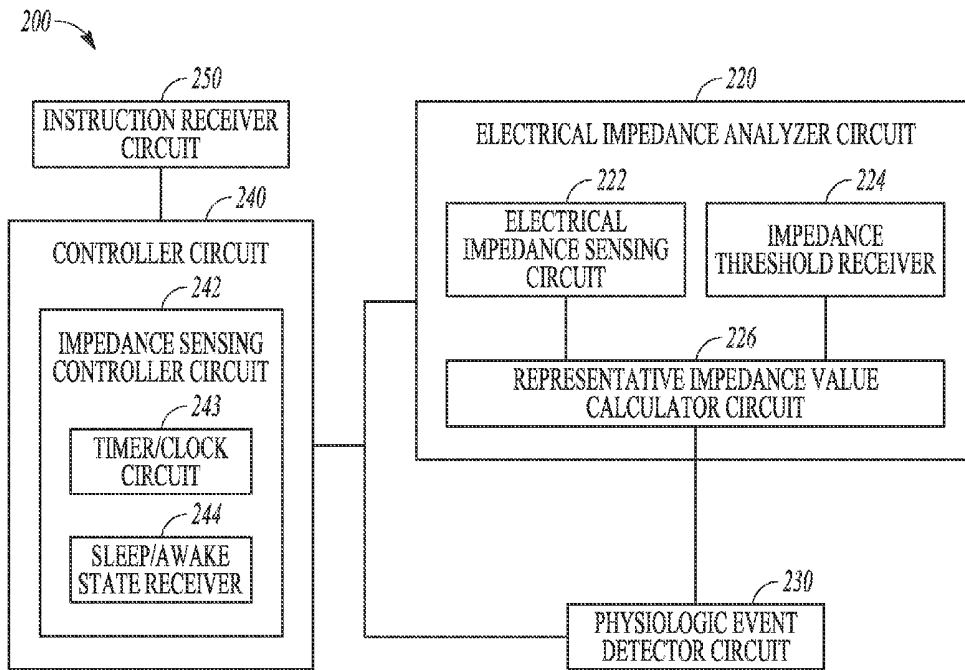 200
250
INSTRUCTION RECEIVER
CIRCUIT
240
CONTROLLER CIRCUIT
242
IMPEDANCE SENSING
CONTROLLER CIRCUIT
243
TIMER/CLOCK
CIRCUIT
244
SLEEP/AWAKE
STATE RECEIVER
220
ELECTRICAL IMPEDANCE ANALYZER CIRCUIT
222
ELECTRICAL
IMPEDANCE SENSING
CIRCUIT
224
IMPEDANCE
THRESHOLD RECEIVER
226
REPRESENTATIVE IMPEDANCE VALUE
CALCULATOR CIRCUIT
230
PHYSIOLOGIC EVENT
DETECTOR CIRCUIT